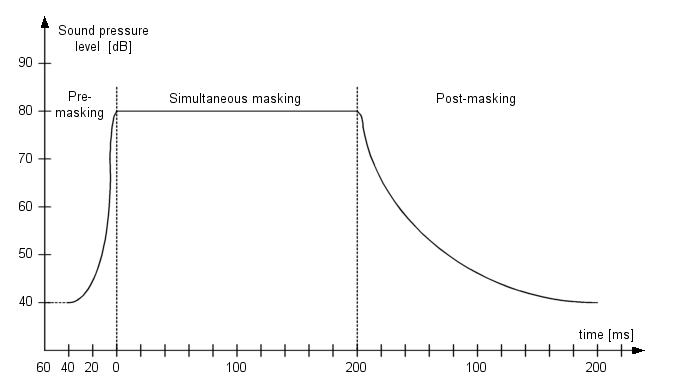 Sound pressure
level [dB]
90
Pre-
masking
Simultaneous masking
Post-masking
80
70
60
50
40
time [ms]
60 40 20 0 100 200 100 200